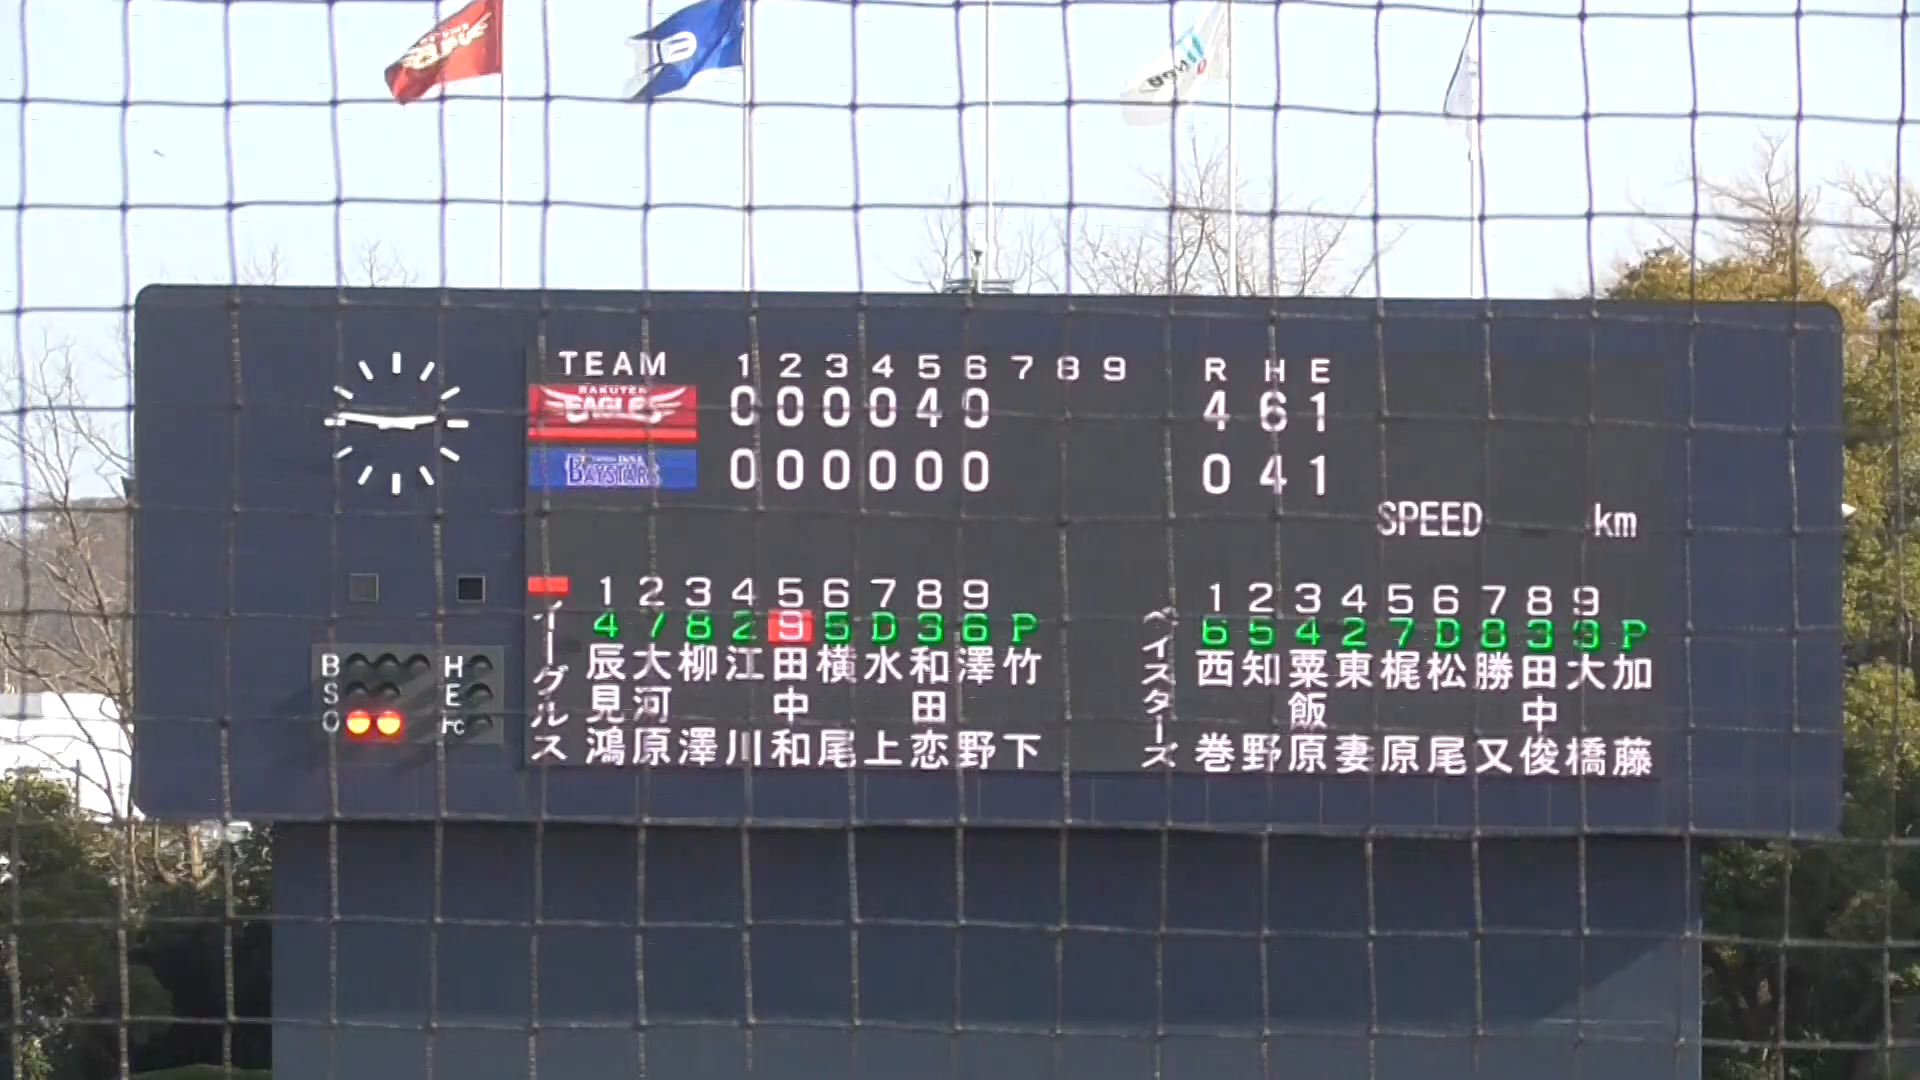 TEAM 1 2 3 4 5 6 7 8 9 R H E
RAKUTEN EAGLES 0 0 0 0 4 0 4 6 1
BAYSTARS 0 0 0 0 0 0 0 4 1
SPEED km
イーグルス
1 2 3 4 5 6 7 8 9
4 7 8 2 9 5 D 3 6 P
辰見鴻
大河原
柳澤
江川
田中和
横尾
水上
和田恋
澤野
竹下
ベイスターズ
1 2 3 4 5 6 7 8 9
6 5 4 2 7 D 8 3 9 P
西巻
知野
粟飯原
東妻
梶原
松尾
勝又
田中俊
大橋
加藤
B H
S E
O Fc